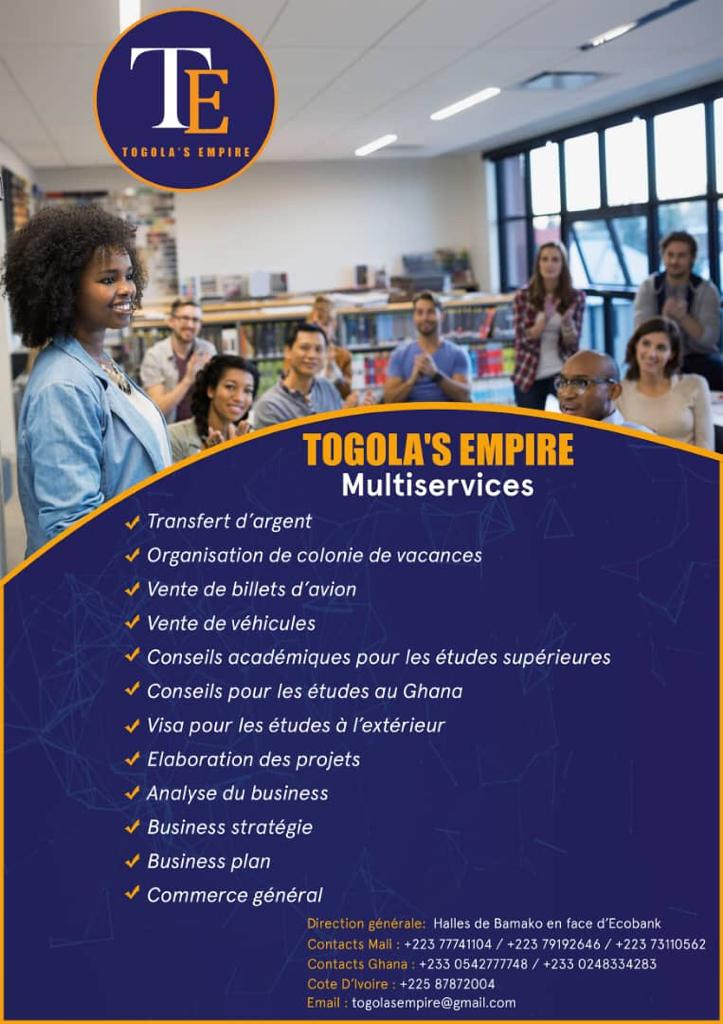 TE
TOGOLA'S EMPIRE
TOGOLA'S EMPIRE
Multiservices
Transfert d'argent
Organisation de colonie de vacances
Vente de billets d'avion
Vente de véhicules
Conseils académiques pour les études supérieures
Conseils pour les études au Ghana
Visa pour les études à l'extérieur
Elaboration des projets
Analyse du business
Business stratégie
Business plan
Commerce général
Direction générale: Halles de Bamako en face d'Ecobank
Contacts Mali : +223 77741104 / +223 79192646 / +223 73110562
Contacts Ghana : +233 0542777748 / +233 0248334283
Cote D'Ivoire : +225 87872004
Email : togolasempire@gmail.com